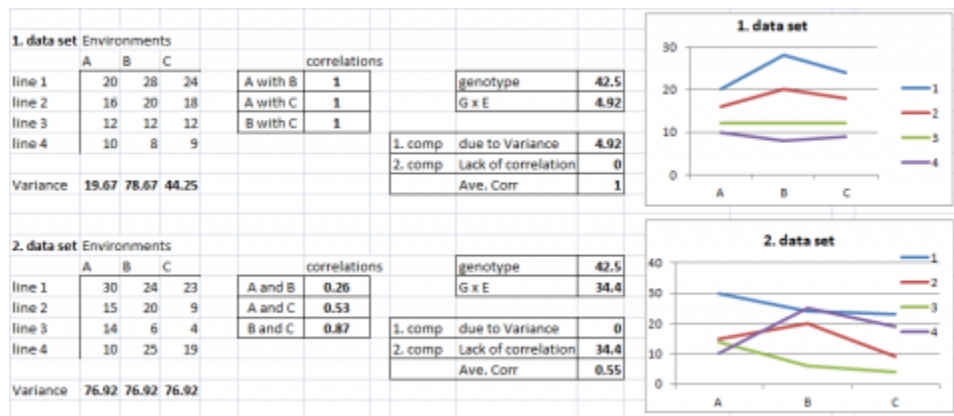 1. data set
1. data set Environments
A B C correlations
line 1 20 28 24 A with B 1 genotype 42.5
line 2 16 20 18 A with C 1 G x E 4.92
line 3 12 12 12 B with C 1
line 4 10 8 9 1. comp due to Variance 4.92
2. comp Lack of correlation 0
Variance 19.67 78.67 44.25 Ave. Corr 1
30
20
10
0
A B C
1
2
3
4
2. data set
2. data set Environments
A B C correlations genotype 42.5
line 1 30 24 23 A and B 0.26 G x E 34.4
line 2 15 20 9 A and C 0.53
line 3 14 6 4 B and C 0.87 1. comp due to Variance 0
line 4 10 25 19 2. comp Lack of correlation 34.4
Ave. Corr 0.55
Variance 76.92 76.92 76.92
40
30
20
10
0
A B C
1
2
3
4